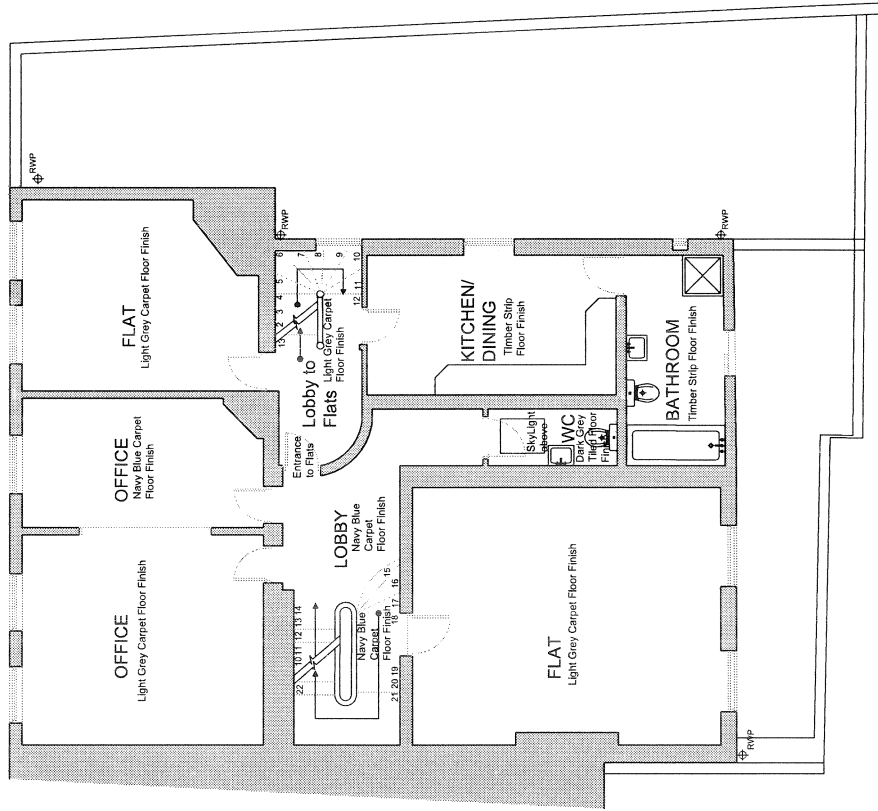 OFFICE
Light Grey Carpet Floor Finish
OFFICE
Navy Blue Carpet
Floor Finish
FLAT
Light Grey Carpet Floor Finish
RWP
RWP
Entrance
to Flats
Lobby to
Flats
Light Grey Carpet
Floor Finish
13
2
3
4
5
6
7
8
9
10
11
12
LOBBY
Navy Blue
Carpet
Floor Finish
22
10
11
12
13
14
Navy Blue
Carpet
Floor Finish
15
16
17
18
19
20
21
KITCHEN/
DINING
Timber Strip
Floor Finish
SkyLight
above
WC
Dark Grey
Tiled Floor
Finish
BATHROOM
Timber Strip Floor Finish
RWP
FLAT
Light Grey Carpet Floor Finish
RWP